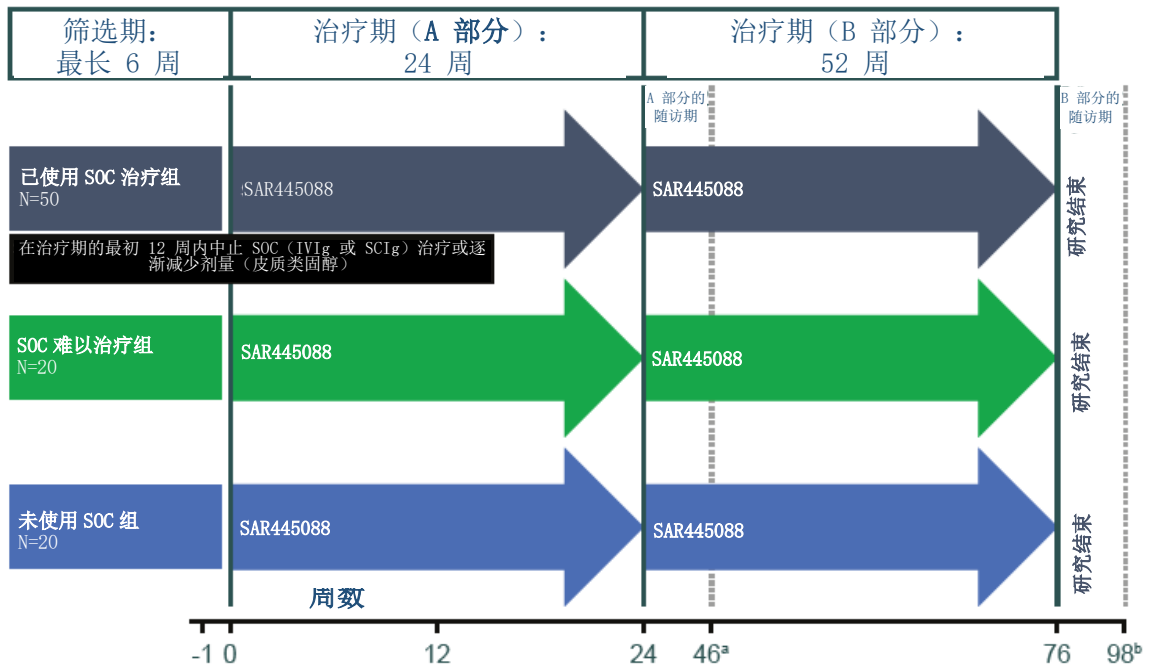 筛选期:
最长 6 周
治疗期（A 部分）:
24 周
治疗期（B 部分）:
52 周
A 部分的
随访期
B 部分的
随访期
已使用 SOC 治疗组
N=50
SAR445088
SAR445088
研究结束
在治疗期的最初 12 周内中止 SOC（IVIg 或 SCIg）治疗或逐
渐减少剂量（皮质类固醇）
SOC 难以治疗组
N=20
SAR445088
SAR445088
研究结束
未使用 SOC 组
N=20
SAR445088
SAR445088
研究结束
周数
-1 0 12 24 46ᵃ 76 98ᵇ